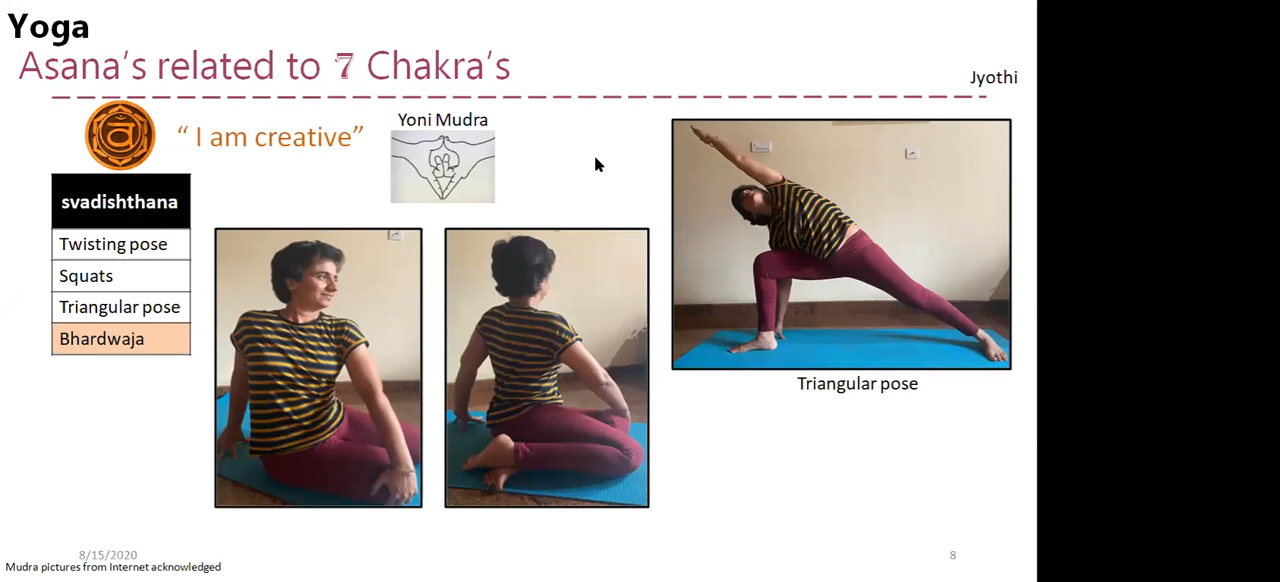 Yoga
Asana's related to 7 Chakra's
Jyothi
व
“ I am creative”
Yoni Mudra
svadishthana
Twisting pose
Squats
Triangular pose
Bhardwaja
Triangular pose
8/15/2020
8
Mudra pictures from Internet acknowledged